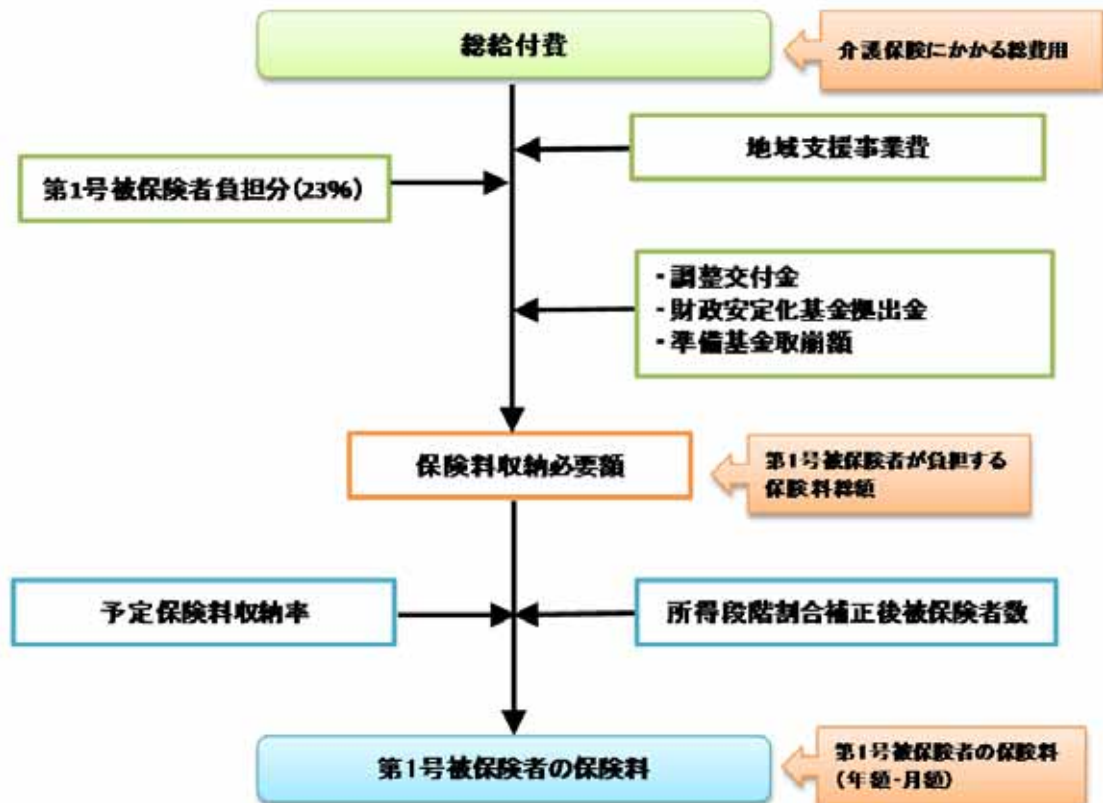 総給付費
介護保険にかかる総費用
地域支援事業費
第1号被保険者負担分(23%)
・調整交付金
・財政安定化基金拠出金
・準備基金取崩額
保険料収納必要額
第1号被保険者が負担する
保険料総額
予定保険料収納率
所得段階割合補正後被保険者数
第1号被保険者の保険料
第1号被保険者の保険料
(年額・月額)